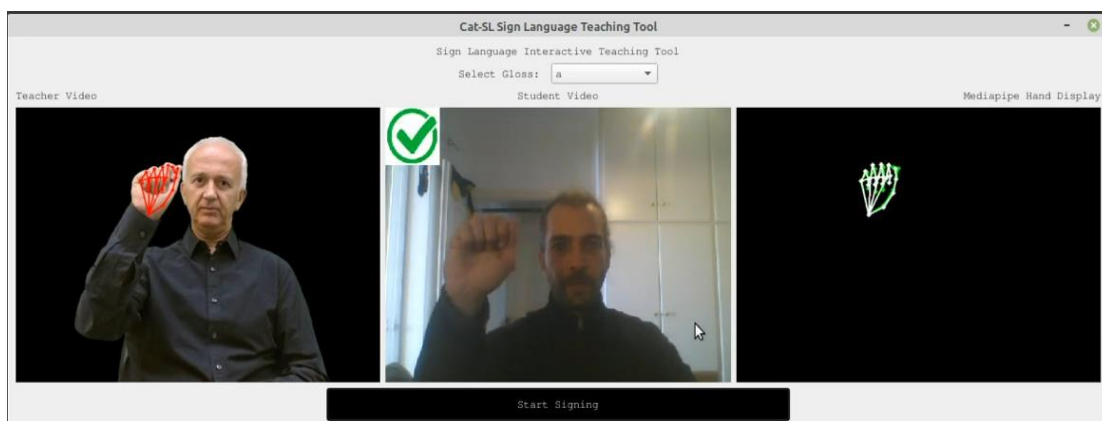 Cat-SL Sign Language Teaching Tool
Sign Language Interactive Teaching Tool
Select Gloss: a
Teacher Video
Student Video
Mediapipe Hand Display
Start Signing